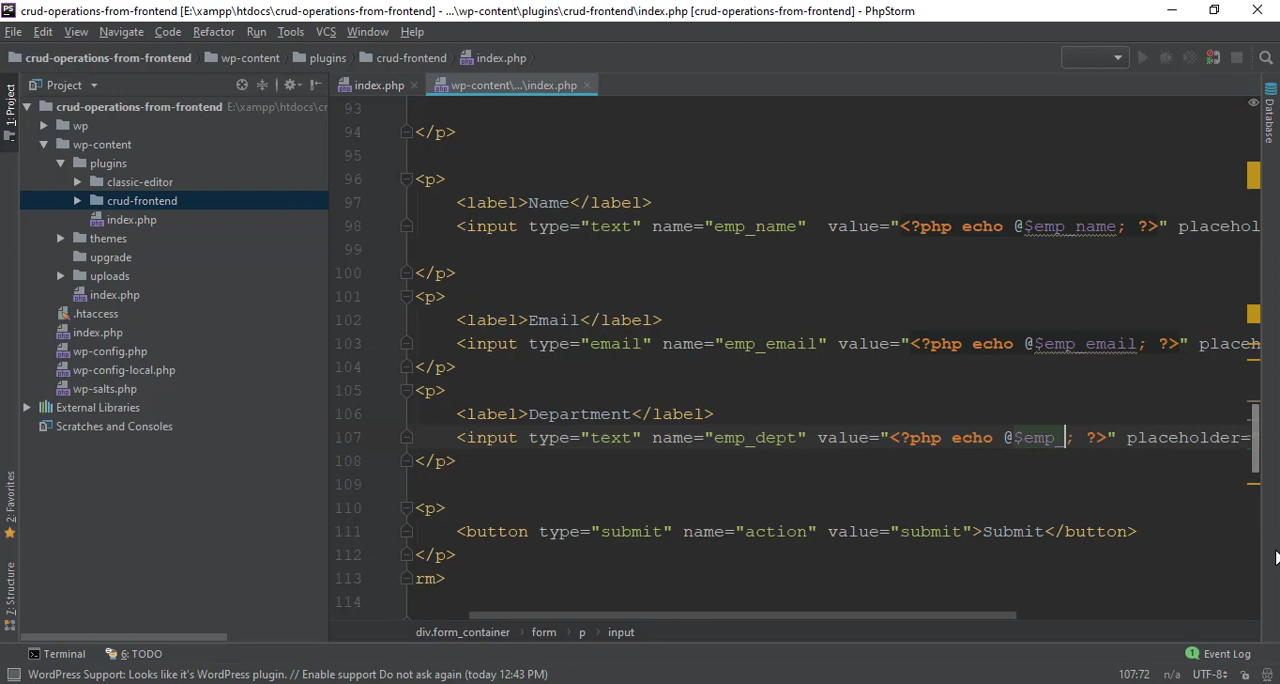 crud-operations-from-frontend [E:\xampp\htdocs\crud-operations-from-frontend] - ...\wp-content\plugins\crud-frontend\index.php [crud-operations-from-frontend] - PhpStorm
File Edit View Navigate Code Refactor Run Tools VCS Window Help
crud-operations-from-frontend wp-content plugins crud-frontend index.php
1: Project
2: Favorites
7: Structure
Project
crud-operations-from-frontend E:\xampp\htdocs\cr
wp
wp-content
plugins
classic-editor
crud-frontend
index.php
themes
upgrade
uploads
index.php
.htaccess
index.php
wp-config.php
wp-config-local.php
wp-salts.php
External Libraries
Scratches and Consoles
index.php wp-content\...\index.php
93
94 </p>
95
96 <p>
97 <label>Name</label>
98 <input type="text" name="emp_name" value="<?php echo @$emp_name; ?>" placehol
99
100 </p>
101 <p>
102 <label>Email</label>
103 <input type="email" name="emp_email" value="<?php echo @$emp_email; ?>" placeh
104 </p>
105 <p>
106 <label>Department</label>
107 <input type="text" name="emp_dept" value="<?php echo @$emp_; ?>" placeholder=
108 </p>
109
110 <p>
111 <button type="submit" name="action" value="submit">Submit</button>
112 </p>
113 rm>
114
div.form_container form p input
Database
Terminal 6: TODO 1 Event Log
WordPress Support: Looks like it's WordPress plugin. // Enable support Do not ask again (today 12:43 PM) 107:72 n/a UTF-8